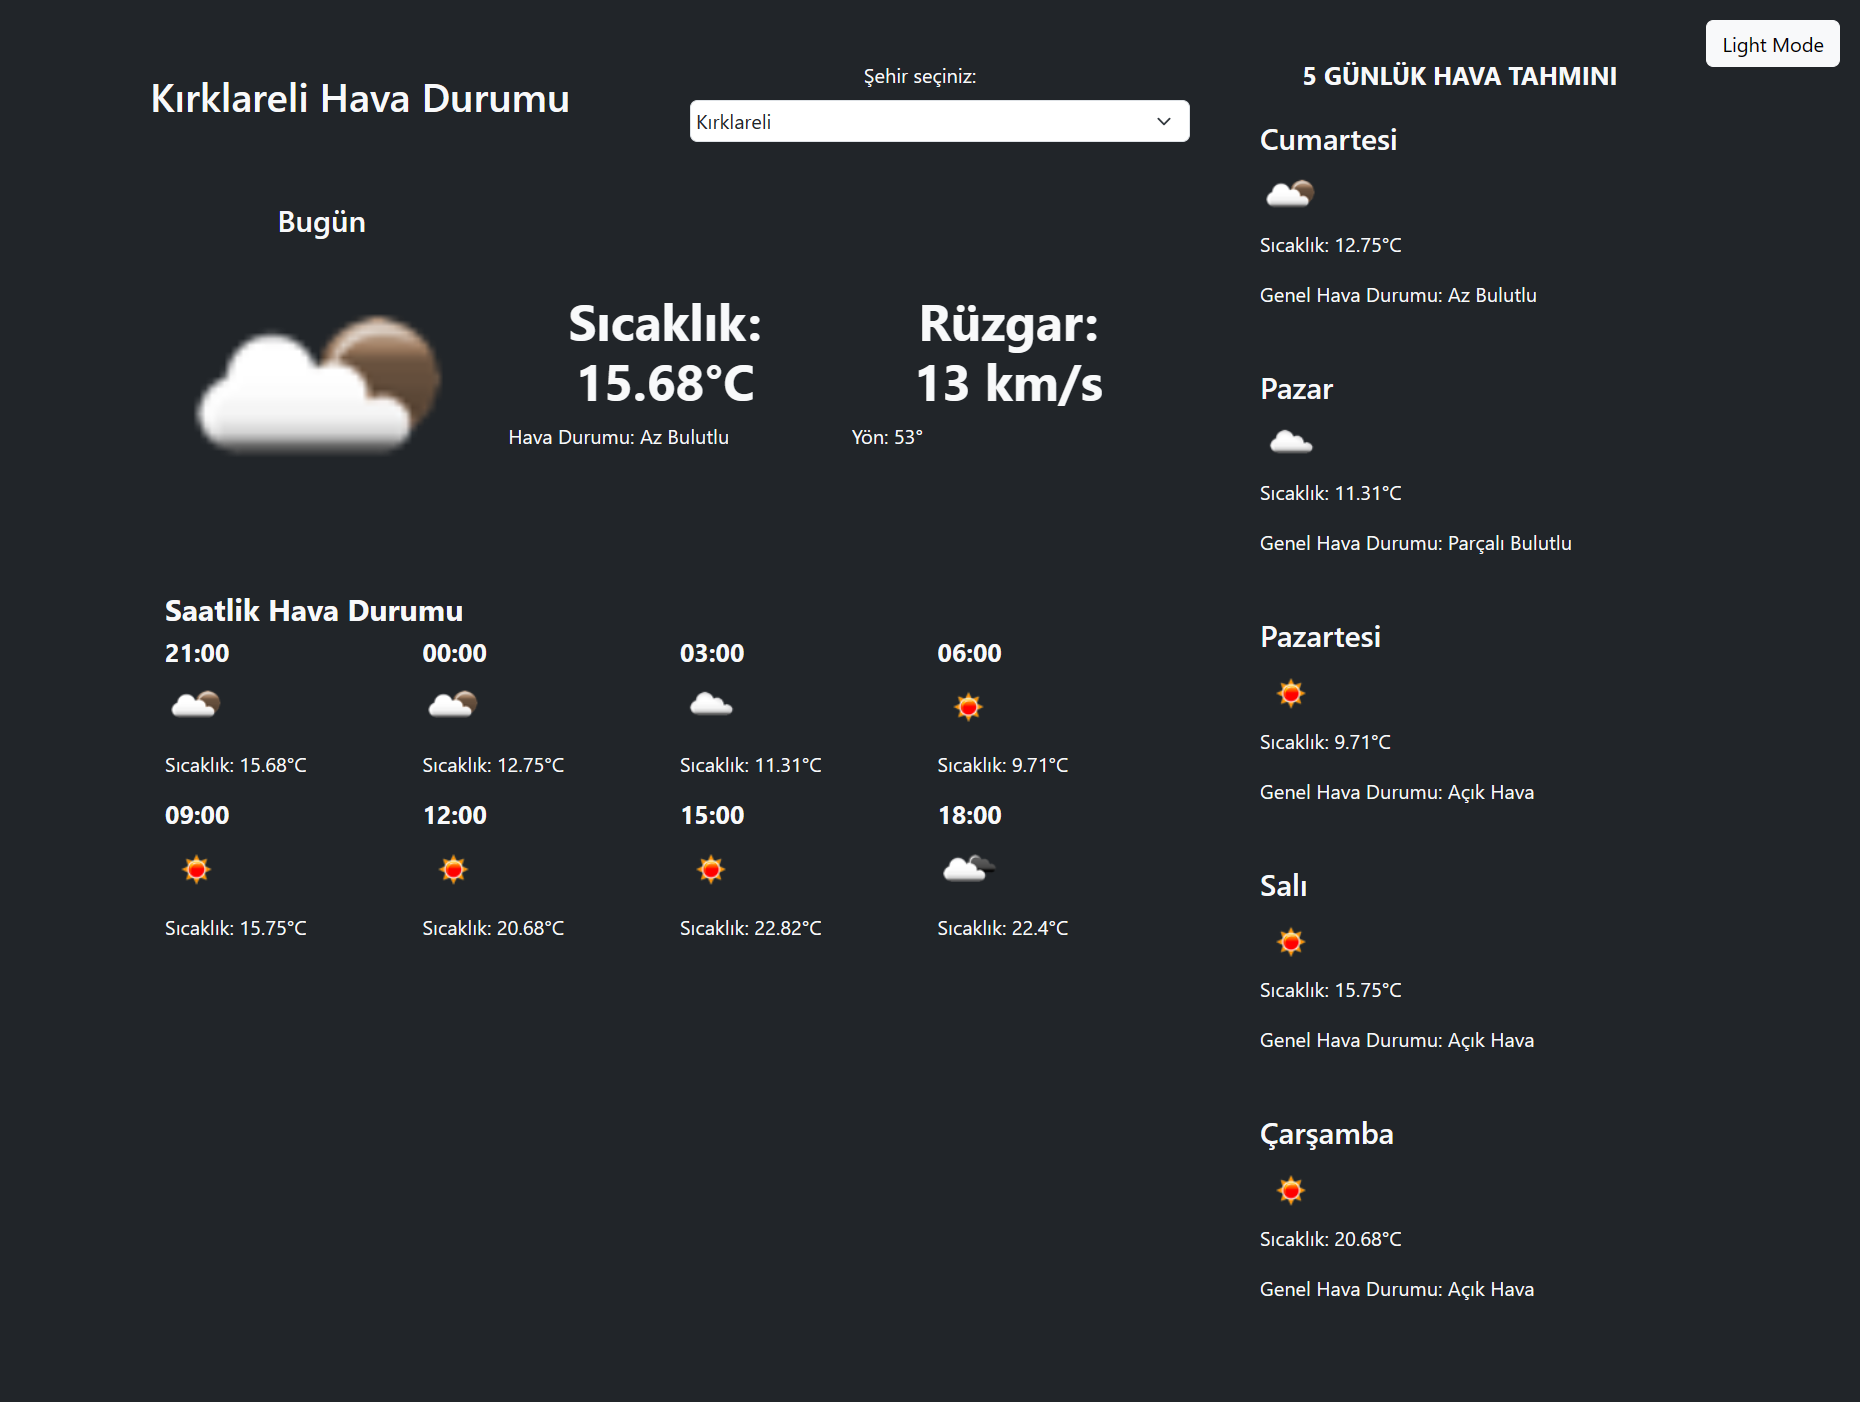 Light Mode
Kırklareli Hava Durumu
Şehir seçiniz:
Kırklareli
Bugün
Sıcaklık:
15.68°C
Hava Durumu: Az Bulutlu
Rüzgar:
13 km/s
Yön: 53°
Saatlik Hava Durumu
21:00
Sıcaklık: 15.68°C
00:00
Sıcaklık: 12.75°C
03:00
Sıcaklık: 11.31°C
06:00
Sıcaklık: 9.71°C
09:00
Sıcaklık: 15.75°C
12:00
Sıcaklık: 20.68°C
15:00
Sıcaklık: 22.82°C
18:00
Sıcaklık: 22.4°C
5 GÜNLÜK HAVA TAHMINI
Cumartesi
Sıcaklık: 12.75°C
Genel Hava Durumu: Az Bulutlu
Pazar
Sıcaklık: 11.31°C
Genel Hava Durumu: Parçalı Bulutlu
Pazartesi
Sıcaklık: 9.71°C
Genel Hava Durumu: Açık Hava
Salı
Sıcaklık: 15.75°C
Genel Hava Durumu: Açık Hava
Çarşamba
Sıcaklık: 20.68°C
Genel Hava Durumu: Açık Hava